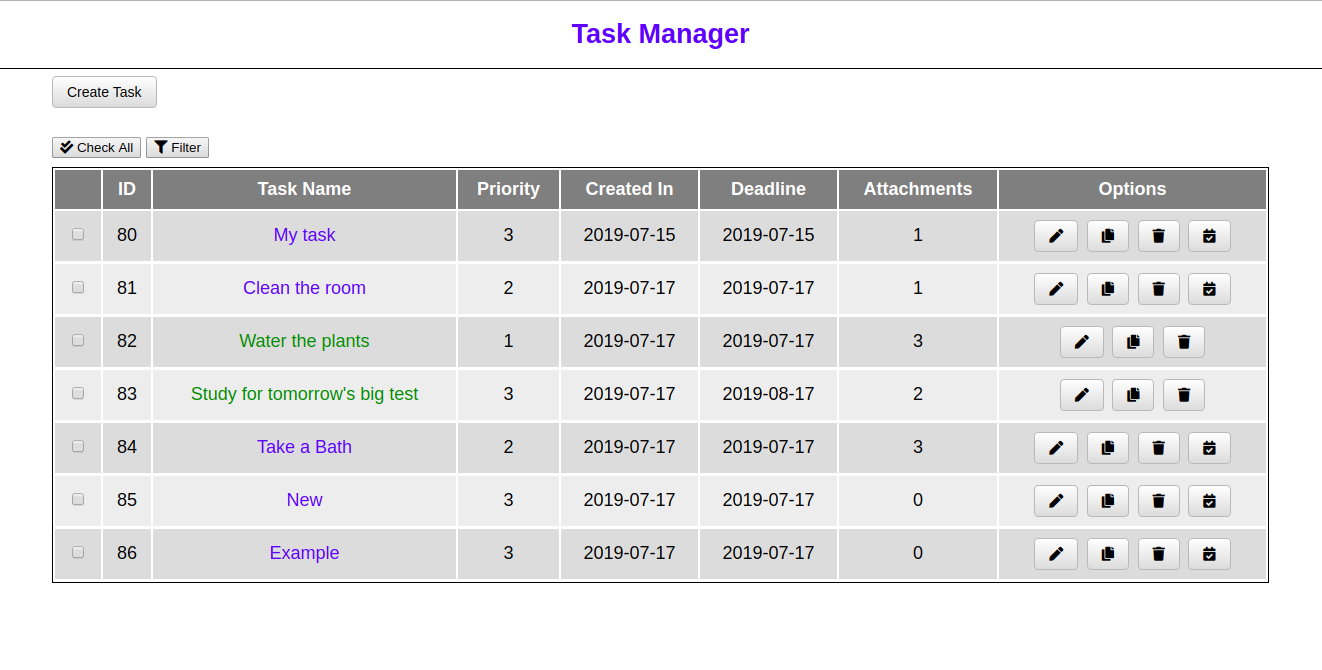 Task Manager
Create Task
Check All Filter
ID Task Name Priority Created In Deadline Attachments Options
80 My task 3 2019-07-15 2019-07-15 1
81 Clean the room 2 2019-07-17 2019-07-17 1
82 Water the plants 1 2019-07-17 2019-07-17 3
83 Study for tomorrow's big test 3 2019-07-17 2019-08-17 2
84 Take a Bath 2 2019-07-17 2019-07-17 3
85 New 3 2019-07-17 2019-07-17 0
86 Example 3 2019-07-17 2019-07-17 0